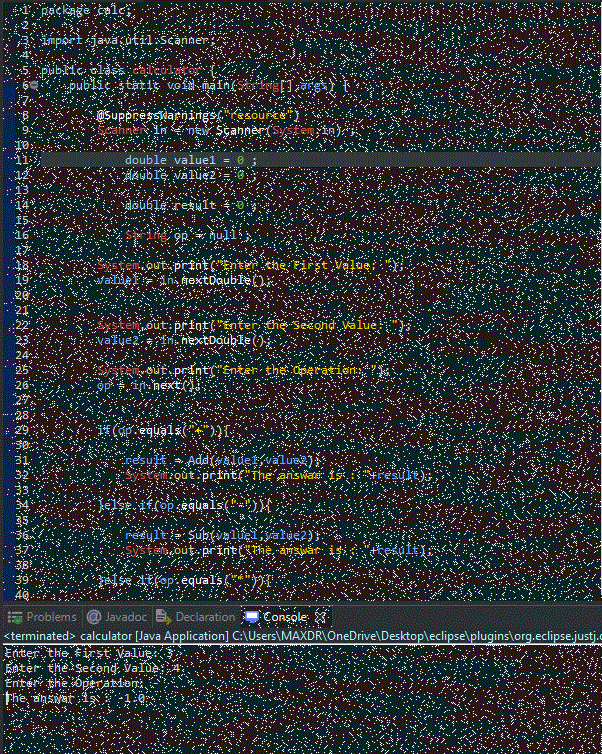 1 package calc;
2
3 import java.util.Scanner;
4
5 public class calculator {
6 public static void main(String[] args) {
7
8 @SuppressWarnings("resource")
9 Scanner in = new Scanner(System.in) ;
10
11 double value1 = 0 ;
12 double value2 = 0 ;
13
14 double result = 0 ;
15
16 String op = null ;
17
18 System.out.print("Enter the First Value: ");
19 value1 = in.nextDouble();
20
21
22 System.out.print("Enter the Second Value: ");
23 value2 = in.nextDouble();
24
25 System.out.print("Enter the Operation: ");
26 op = in.next();
27
28
29 if(op.equals("+")){
30
31 result = Add(value1,value2);
32 System.out.print("The answar is : "+result);
33
34 }else if(op.equals("-")){
35
36 result = Sub(value1,value2);
37 System.out.print("The answar is : "+result);
38
39 }else if(op.equals("*")){
40
Problems @ Javadoc Declaration Console
<terminated> calculator [Java Application] C:\Users\MAXDR\OneDrive\Desktop\eclipse\plugins\org.eclipse.justj.o
Enter the First Value: 3
Enter the Second Value: 4
Enter the Operation:
The answar is : -1.0